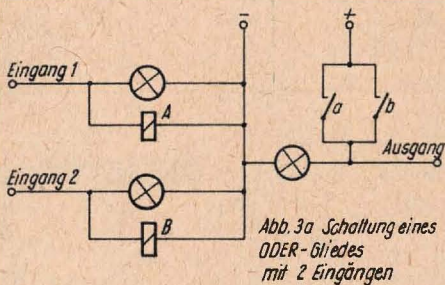 − +
Eingang 1
A
a b
Ausgang
Eingang 2
B
Abb. 3a Schaltung eines
ODER-Gliedes
mit 2 Eingängen